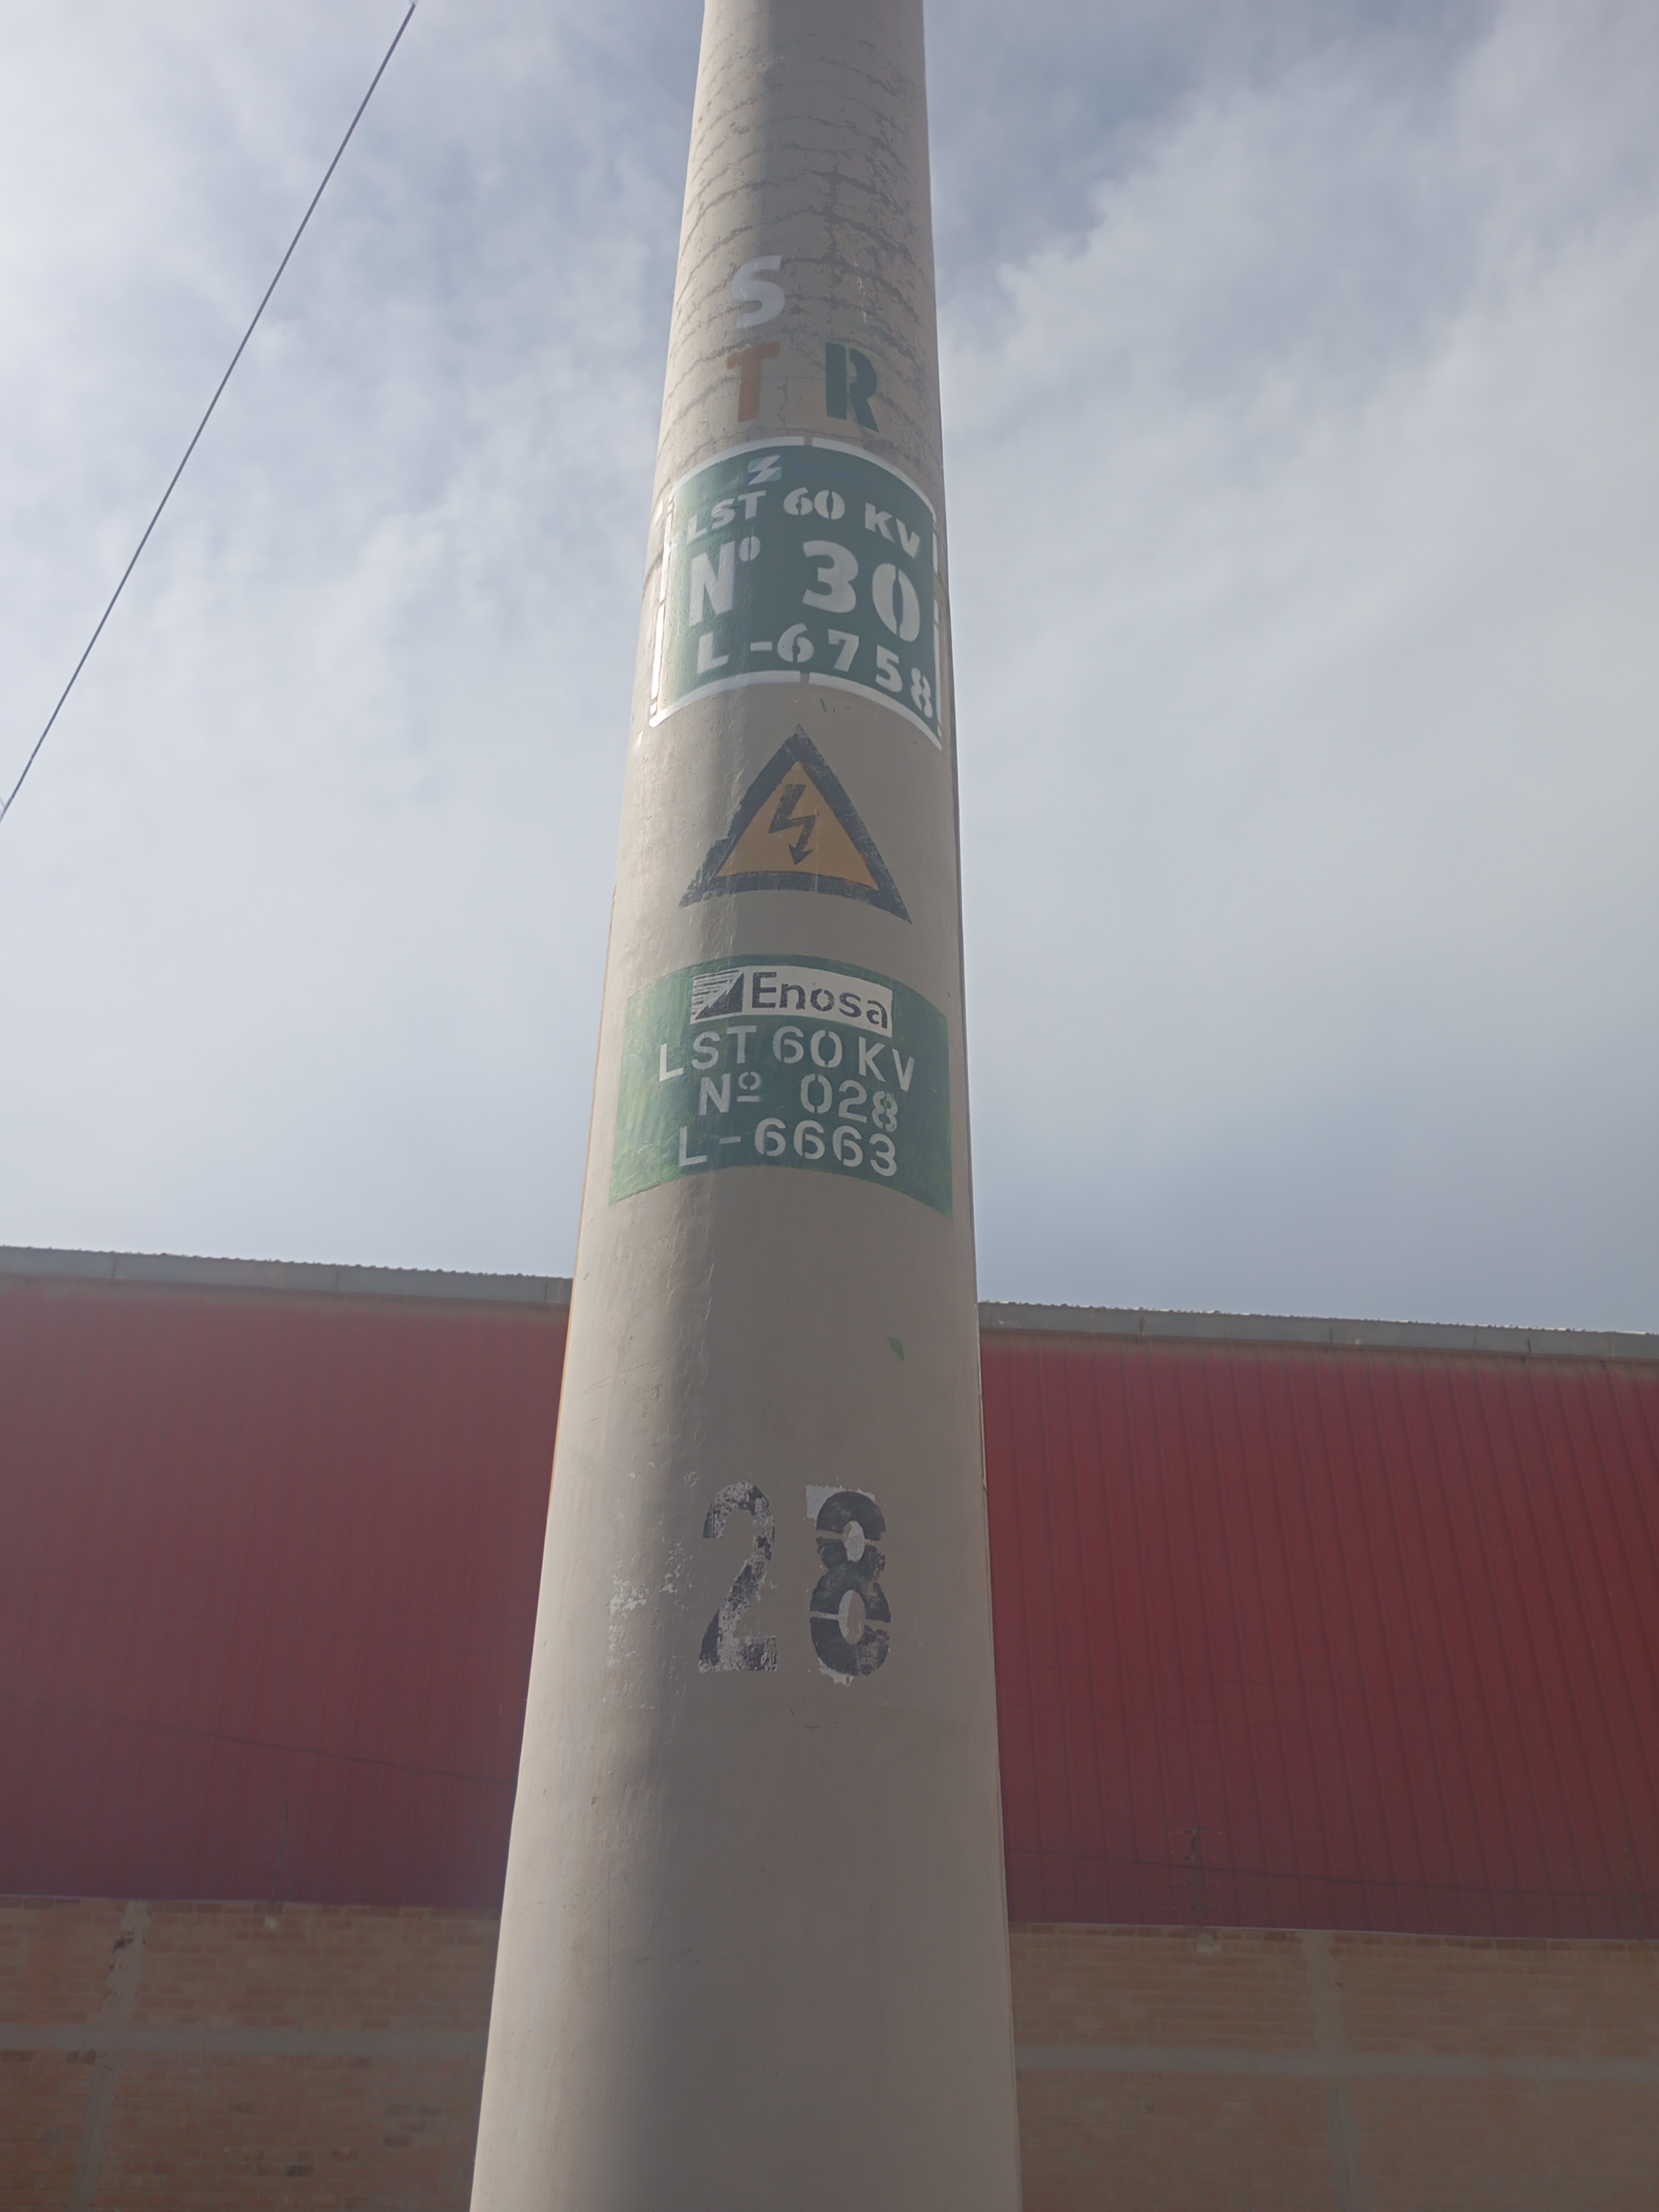 S
T R
LST 60 KV
Nº 30
L-6758
Enosa
LST 60 KV
Nº 028
L-6663
28